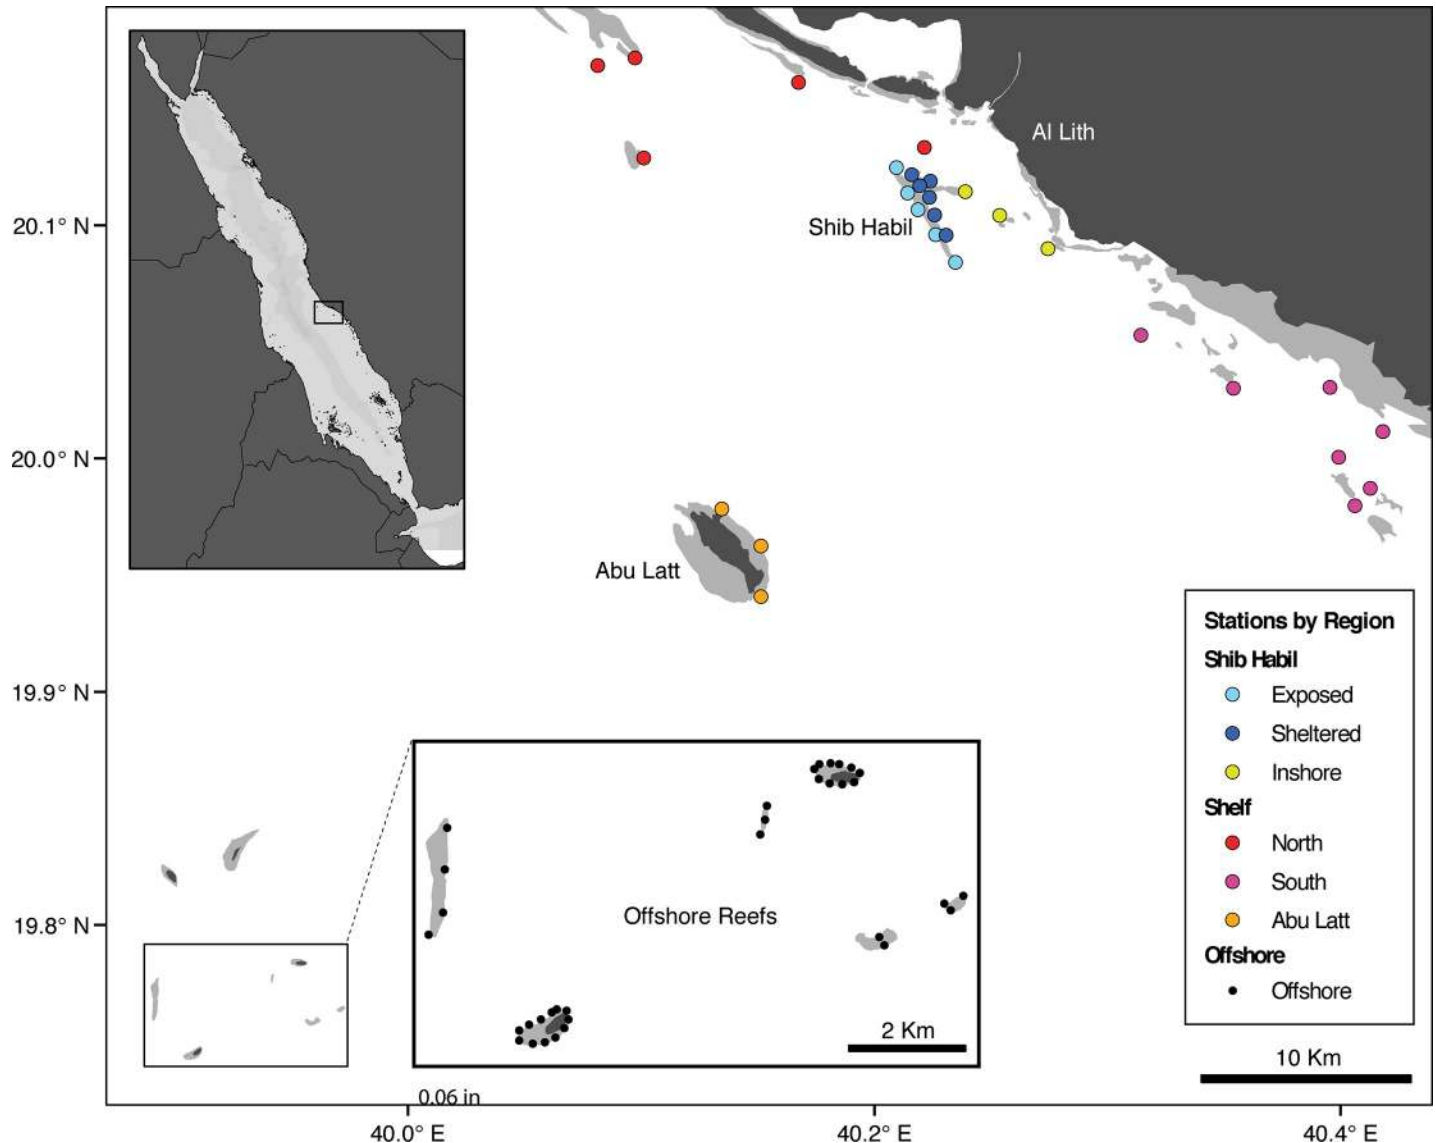 Al Lith
20.1° N
Shib Habil
20.0° N
Abu Latt
Stations by Region
Shib Habil
Exposed
Sheltered
Inshore
Shelf
North
South
Abu Latt
Offshore
Offshore
19.9° N
19.8° N
Offshore Reefs
2 Km
10 Km
0.06 in
40.0° E
40.2° E
40.4° E